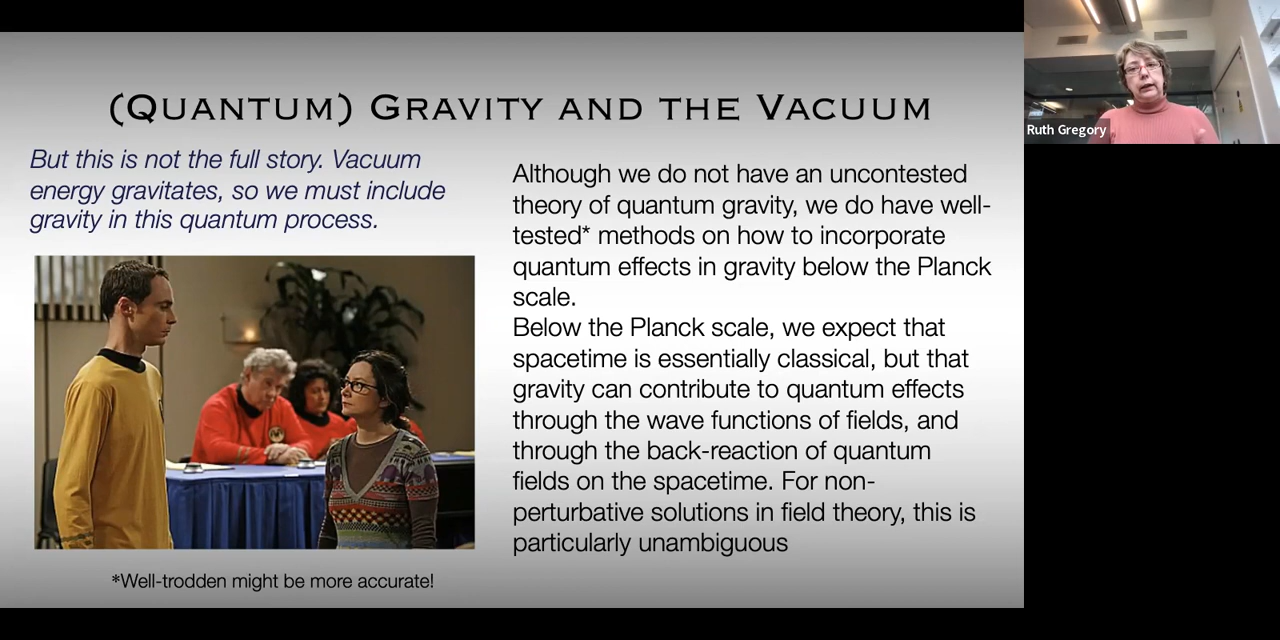 (Quantum) Gravity and the Vacuum
But this is not the full story. Vacuum
energy gravitates, so we must include
gravity in this quantum process.
Although we do not have an uncontested
theory of quantum gravity, we do have well-
tested* methods on how to incorporate
quantum effects in gravity below the Planck
scale.
Below the Planck scale, we expect that
spacetime is essentially classical, but that
gravity can contribute to quantum effects
through the wave functions of fields, and
through the back-reaction of quantum
fields on the spacetime. For non-
perturbative solutions in field theory, this is
particularly unambiguous
*Well-trodden might be more accurate!
Ruth Gregory